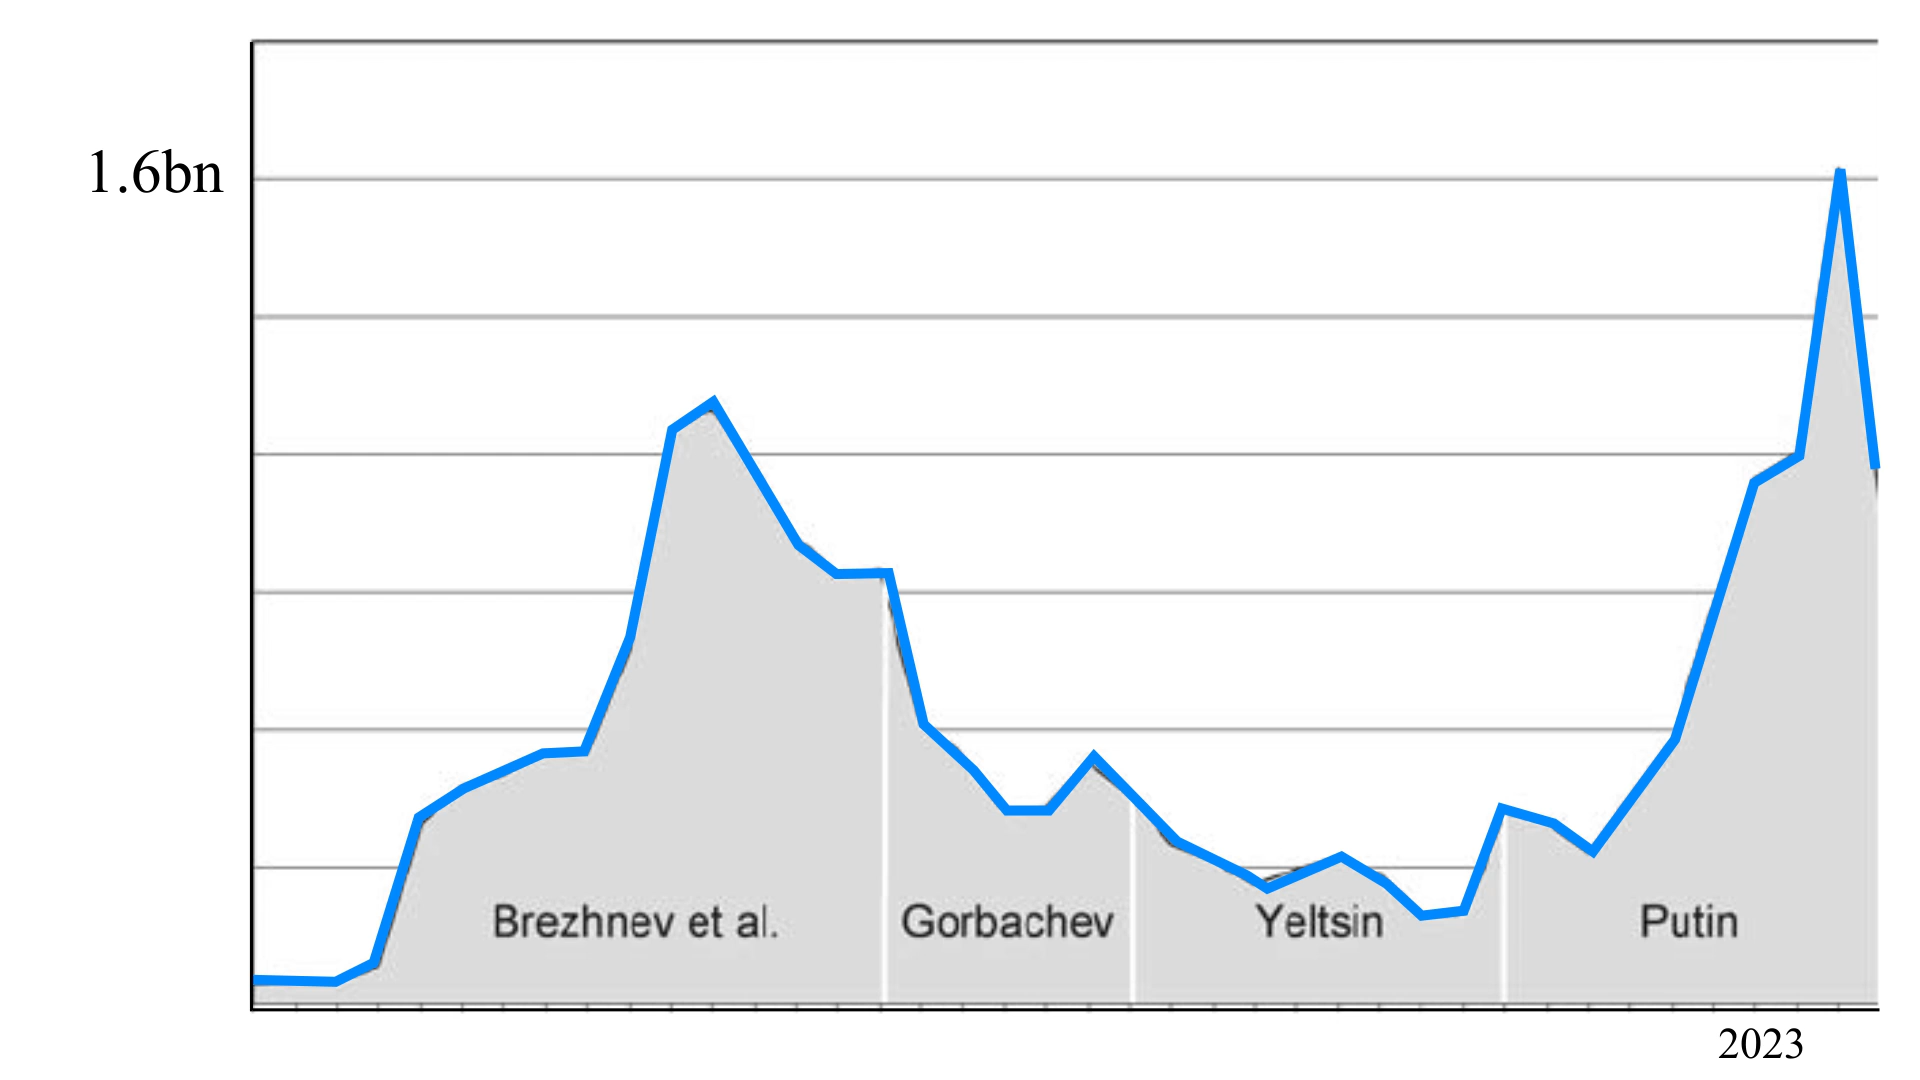 1.6bn
Brezhnev et al.
Gorbachev
Yeltsin
Putin
2023